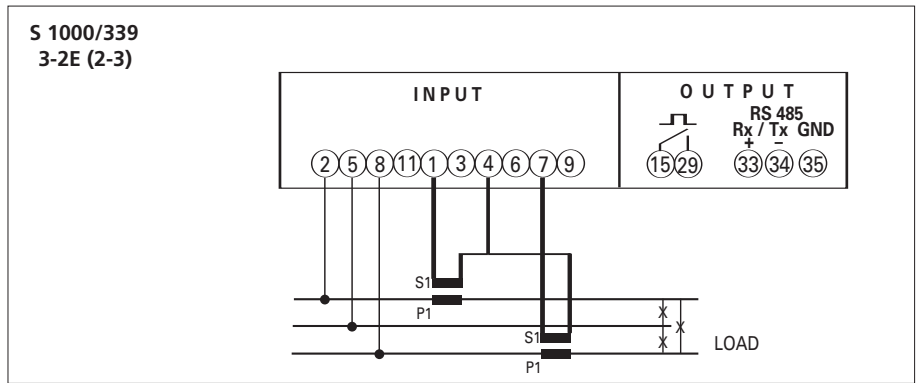 S 1000/339
3-2E (2-3)
INPUT
OUTPUT
RS 485
Rx / Tx GND
+ –
2 5 8 11 1 3 4 6 7 9
15 29 33 34 35
S1
P1
S1
P1
X
X
X
LOAD